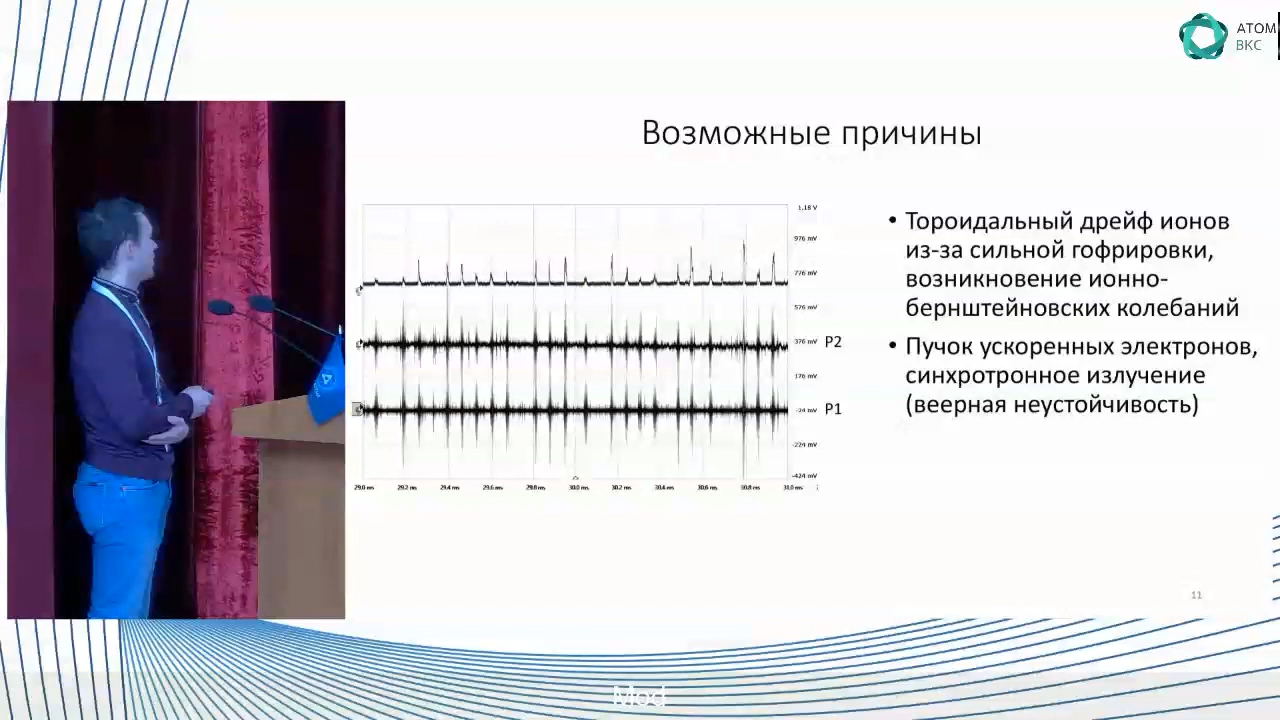 АТОМ
ВКС
Возможные причины
1,18 V
976 mV
776 mV
576 mV
376 mV
P2
176 mV
-24 mV
P1
-224 mV
-424 mV
29,0 ms
29,2 ms
29,4 ms
29,6 ms
29,8 ms
30,0 ms
30,2 ms
30,4 ms
30,6 ms
30,8 ms
31,0 ms
• Тороидальный дрейф ионов
из-за сильной гофрировки,
возникновение ионно-
бернштейновских колебаний
• Пучок ускоренных электронов,
синхротронное излучение
(веерная неустойчивость)
11
Mod